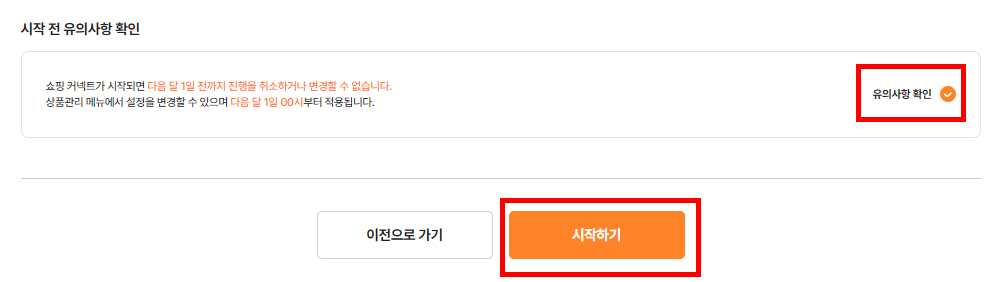 시작 전 유의사항 확인
쇼핑 커넥트가 시작되면 다음 달 1일 전까지 진행을 취소하거나 변경할 수 없습니다.
상품관리 메뉴에서 설정을 변경할 수 있으며 다음 달 1일 00시부터 적용됩니다.
유의사항 확인
이전으로 가기
시작하기